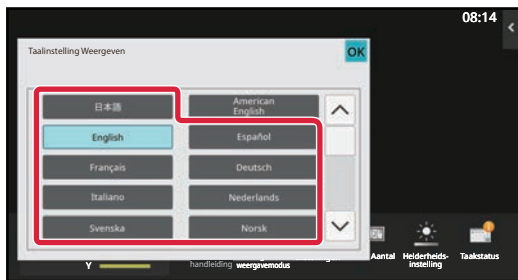 08:14
Taalinstelling Weergeven
OK
日本語
American
English
English
Español
Français
Deutsch
Italiano
Nederlands
Svenska
Norsk
Aantal
Helderheids-
instelling
Taakstatus
Y
handleiding
weergavemodus